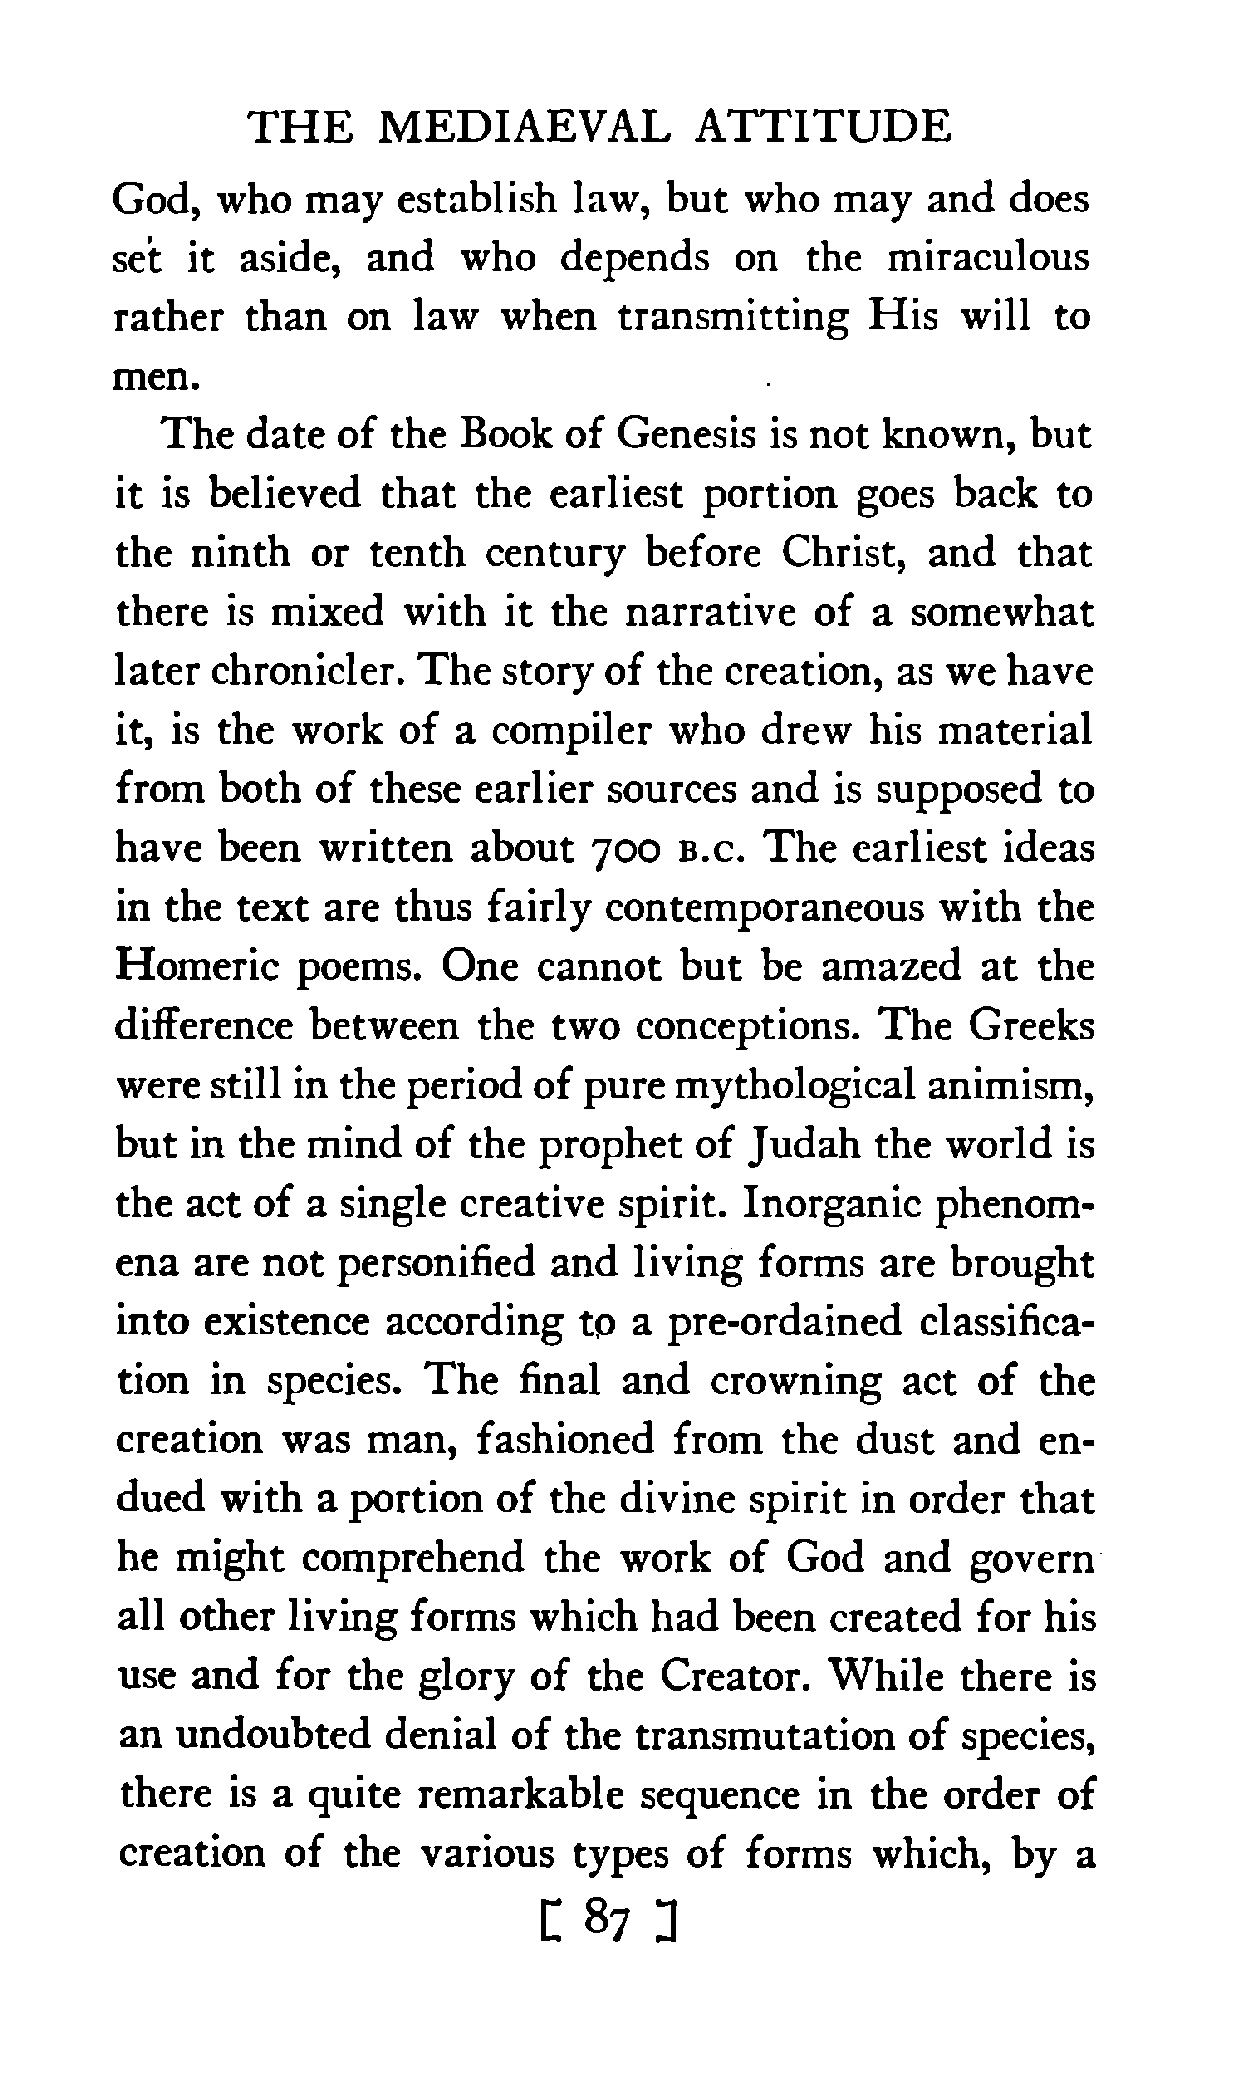 THE MEDIAEVAL ATTITUDE
God, who may establish law, but who may and does
set it aside, and who depends on the miraculous
rather than on law when transmitting His will to
men.
The date of the Book of Genesis is not known, but
it is believed that the earliest portion goes back to
the ninth or tenth century before Christ, and that
there is mixed with it the narrative of a somewhat
later chronicler. The story of the creation, as we have
it, is the work of a compiler who drew his material
from both of these earlier sources and is supposed to
have been written about 700 B.C. The earliest ideas
in the text are thus fairly contemporaneous with the
Homeric poems. One cannot but be amazed at the
difference between the two conceptions. The Greeks
were still in the period of pure mythological animism,
but in the mind of the prophet of Judah the world is
the act of a single creative spirit. Inorganic phenom-
ena are not personified and living forms are brought
into existence according to a pre-ordained classifica-
tion in species. The final and crowning act of the
creation was man, fashioned from the dust and en-
dued with a portion of the divine spirit in order that
he might comprehend the work of God and govern
all other living forms which had been created for his
use and for the glory of the Creator. While there is
an undoubted denial of the transmutation of species,
there is a quite remarkable sequence in the order of
creation of the various types of forms which, by a
[ 87 ]